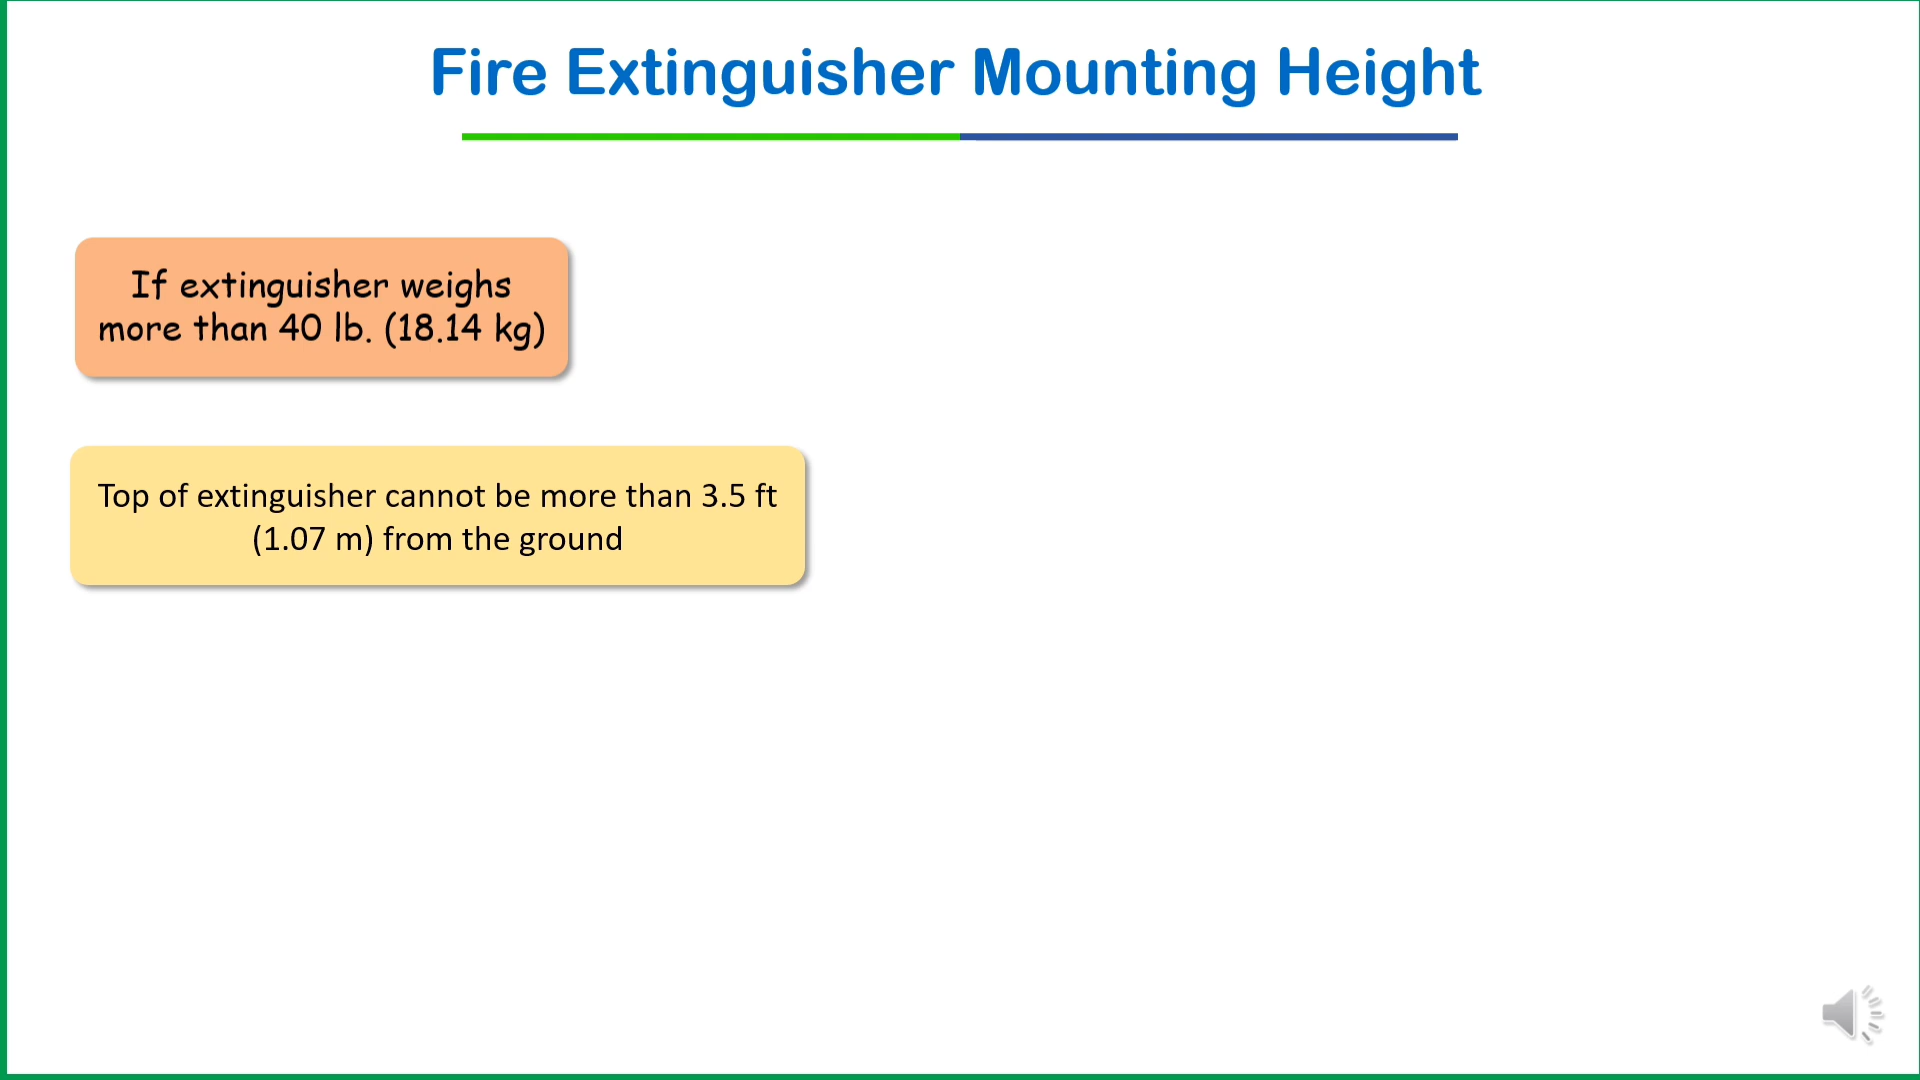 Fire Extinguisher Mounting Height
If extinguisher weighs
more than 40 lb. (18.14 kg)
Top of extinguisher cannot be more than 3.5 ft
(1.07 m) from the ground